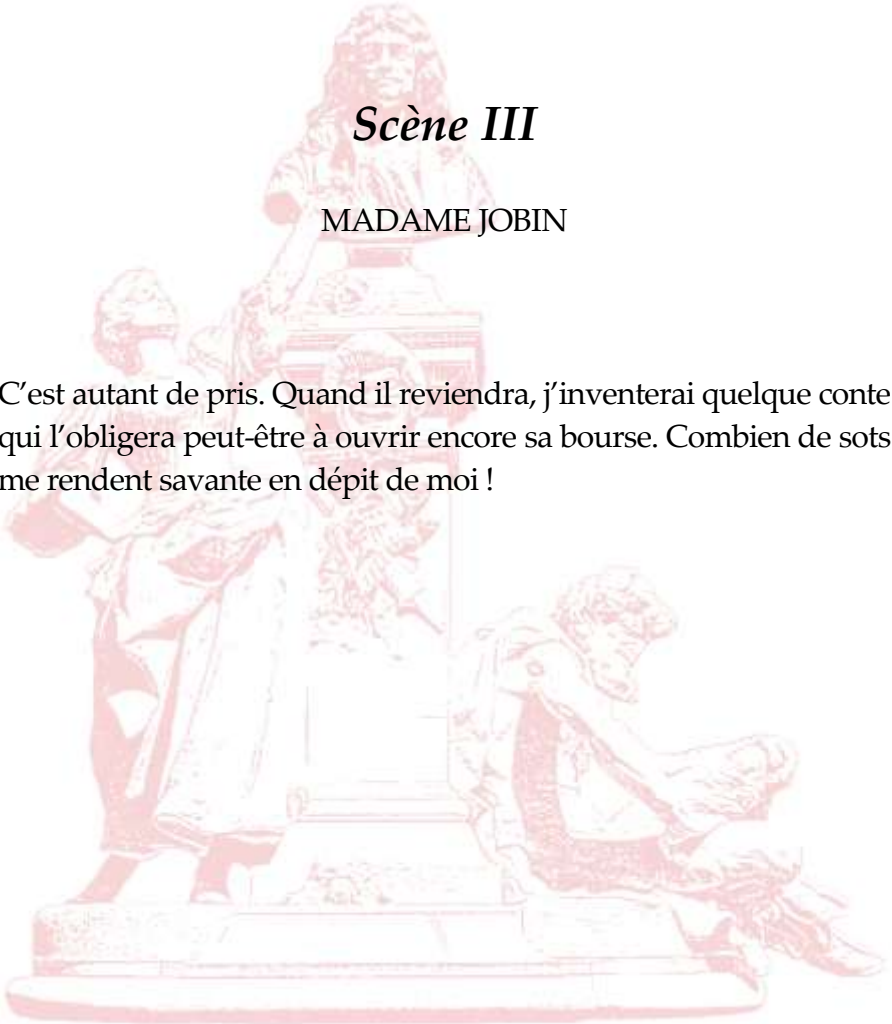 Scène III
MADAME JOBIN
C’est autant de pris. Quand il reviendra, j’inventerai quelque conte
qui l’obligera peut-être à ouvrir encore sa bourse. Combien de sots
me rendent savante en dépit de moi !